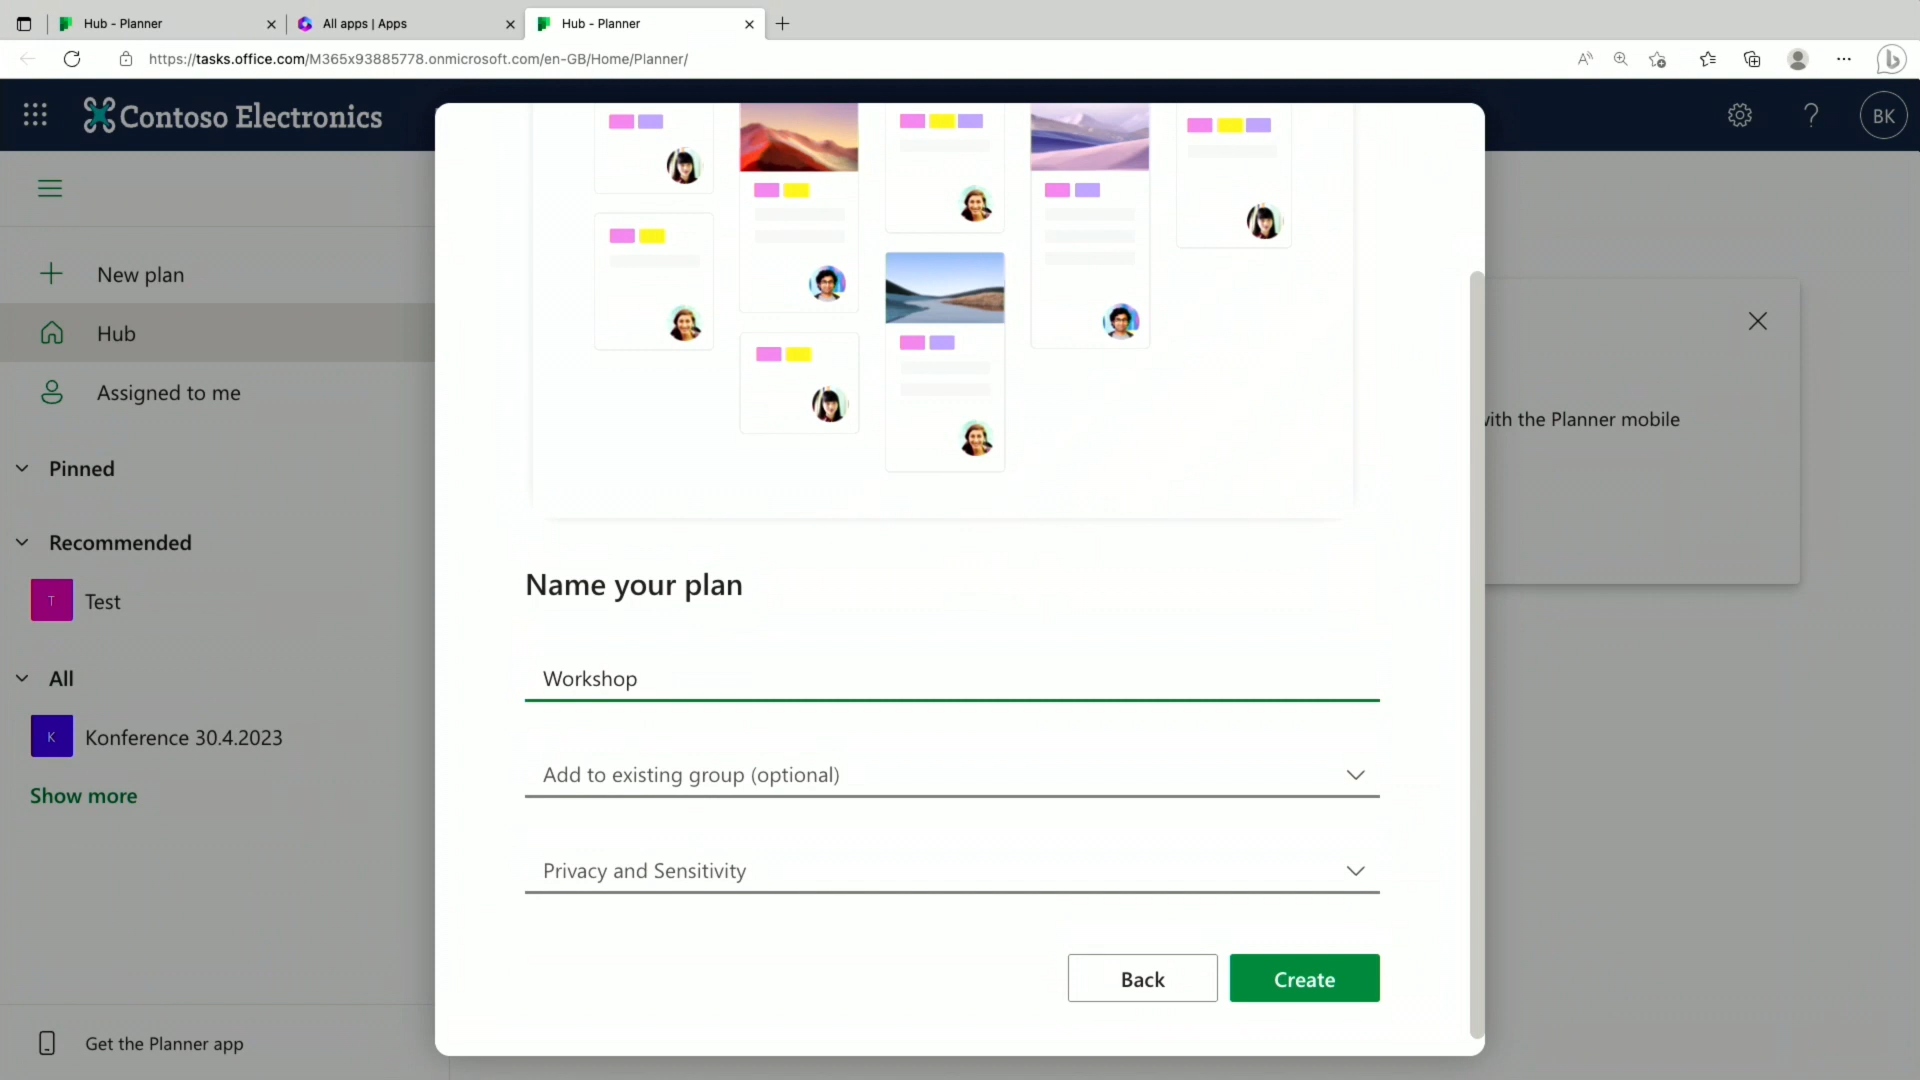 Hub - Planner
All apps | Apps
Hub - Planner
https://tasks.office.com/M365x93885778.onmicrosoft.com/en-GB/Home/Planner/
Contoso Electronics
BK
New plan
Hub
Assigned to me
Pinned
Recommended
T Test
All
K Konference 30.4.2023
Show more
Get the Planner app
with the Planner mobile
Name your plan
Workshop
Add to existing group (optional)
Privacy and Sensitivity
Back
Create